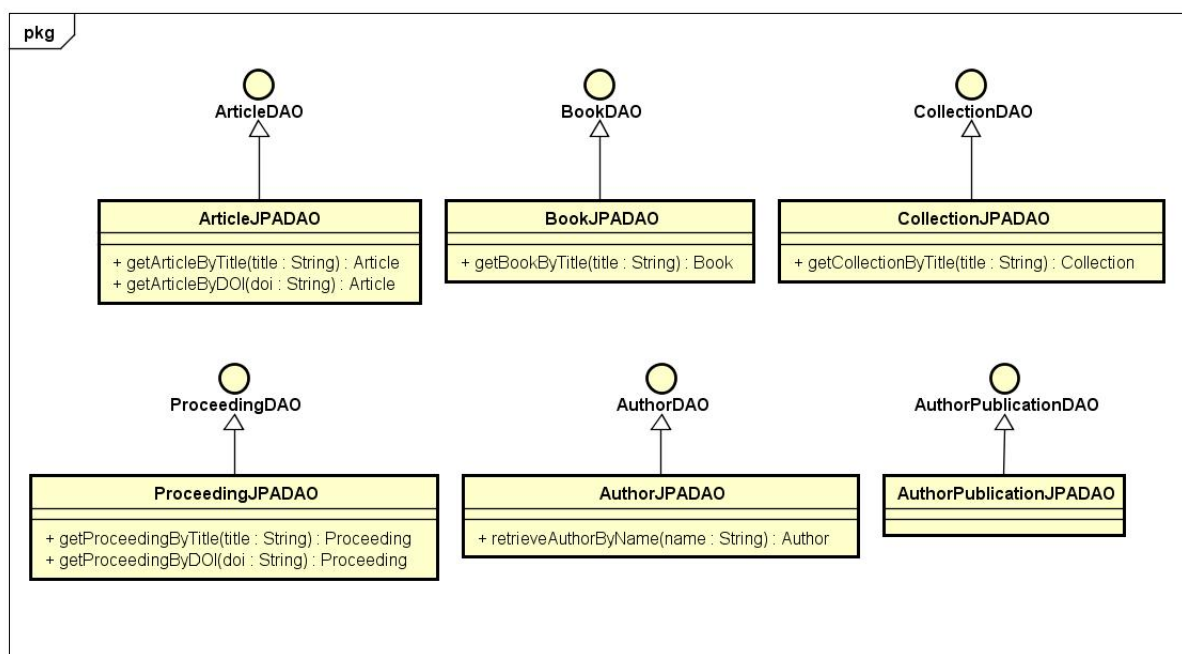 pkg
ArticleDAO
BookDAO
CollectionDAO
ArticleJPADAO
+ getArticleByTitle(title : String) : Article
+ getArticleByDOI(doi : String) : Article
BookJPADAO
+ getBookByTitle(title : String) : Book
CollectionJPADAO
+ getCollectionByTitle(title : String) : Collection
ProceedingDAO
AuthorDAO
AuthorPublicationDAO
ProceedingJPADAO
+ getProceedingByTitle(title : String) : Proceeding
+ getProceedingByDOI(doi : String) : Proceeding
AuthorJPADAO
+ retrieveAuthorByName(name : String) : Author
AuthorPublicationJPADAO